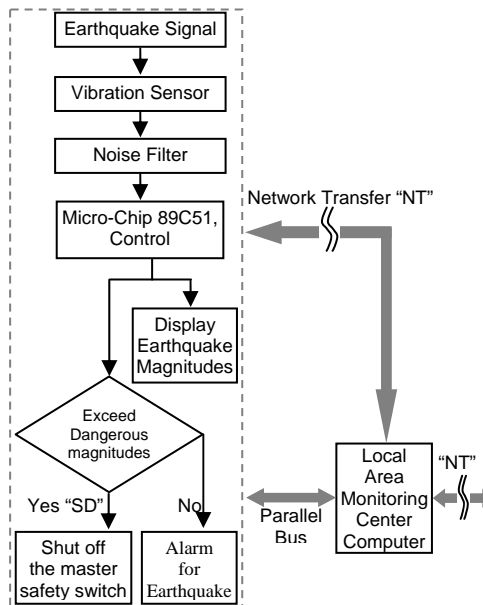 Earthquake Signal
Vibration Sensor
Noise Filter
Network Transfer “NT”
Micro-Chip 89C51,
Control
Display
Earthquake
Magnitudes
Exceed
Dangerous
magnitudes
Yes “SD”
No
Shut off
the master
safety switch
Alarm
for
Earthquake
Parallel
Bus
Local
Area
Monitoring
Center
Computer
“NT”